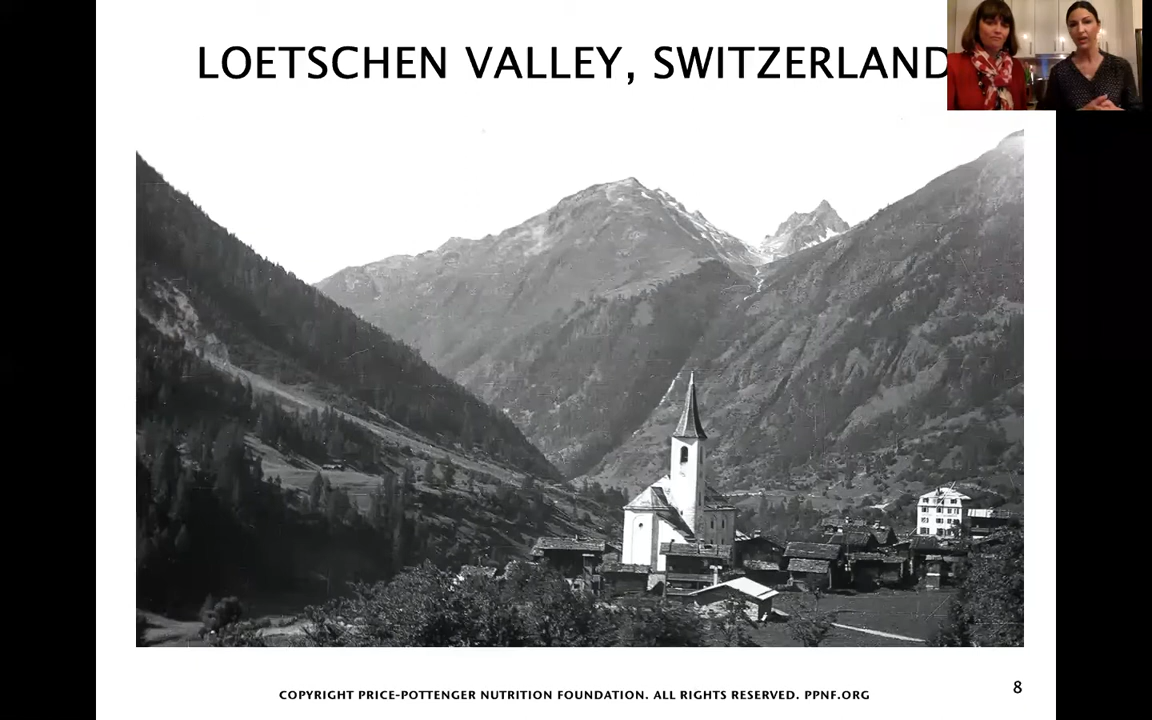 LOETSCHEN VALLEY, SWITZERLAND
COPYRIGHT PRICE-POTTENGER NUTRITION FOUNDATION. ALL RIGHTS RESERVED. PPNF.ORG
8